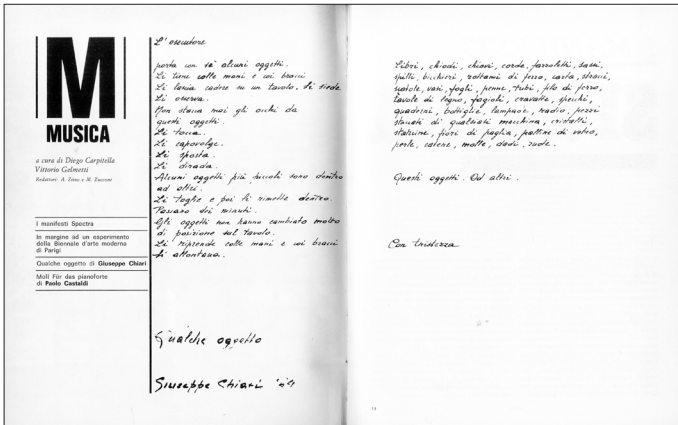 M
MUSICA
a cura di Diego Carpitella
Vittorio Gelmetti
Redattori: A. Titone e M. Zucconi
I manifesti Spectra
In margine ad un esperimento
della Biennale d'arte moderna
di Parigi
Qualche oggetto di Giuseppe Chiari
Moll Für das pianoforte
di Paolo Castaldi
L'esecutore
porta con sè alcuni oggetti.
Li tiene colle mani e coi bracci
Li lascia cadere su un tavolo. Si siede
Li osserva.
Non stacca mai gli occhi da
questi oggetti.
Li tocca.
Li capovolge.
Li sposta.
Li dirada.
Alcuni oggetti più piccoli sono dentro
ad altri.
Li toglie e poi li rimette dentro.
Passano dei minuti.
Gli oggetti non hanno cambiato molto
di posizione sul tavolo.
Li riprende colle mani e coi bracci
Si allontana.
Qualche oggetto
Giuseppe Chiari
Libri, chiodi, chiavi, corde, fazzoletti, sassi,
spilli, bicchieri, rottami di ferro, carta, stracci,
scatole, vasi, fogli, penne, tubi, filo di ferro,
tavole di legno, fagioli, cravatte, specchi,
quaderni, bottiglie, lampade, radio, pezzi
staccati di qualsiasi macchina, cristalli,
stagione, fiori di paglia, palline di vetro,
perle, catene, molle, dadi, ruote.
Questi oggetti. Od altri.
Con tristezza